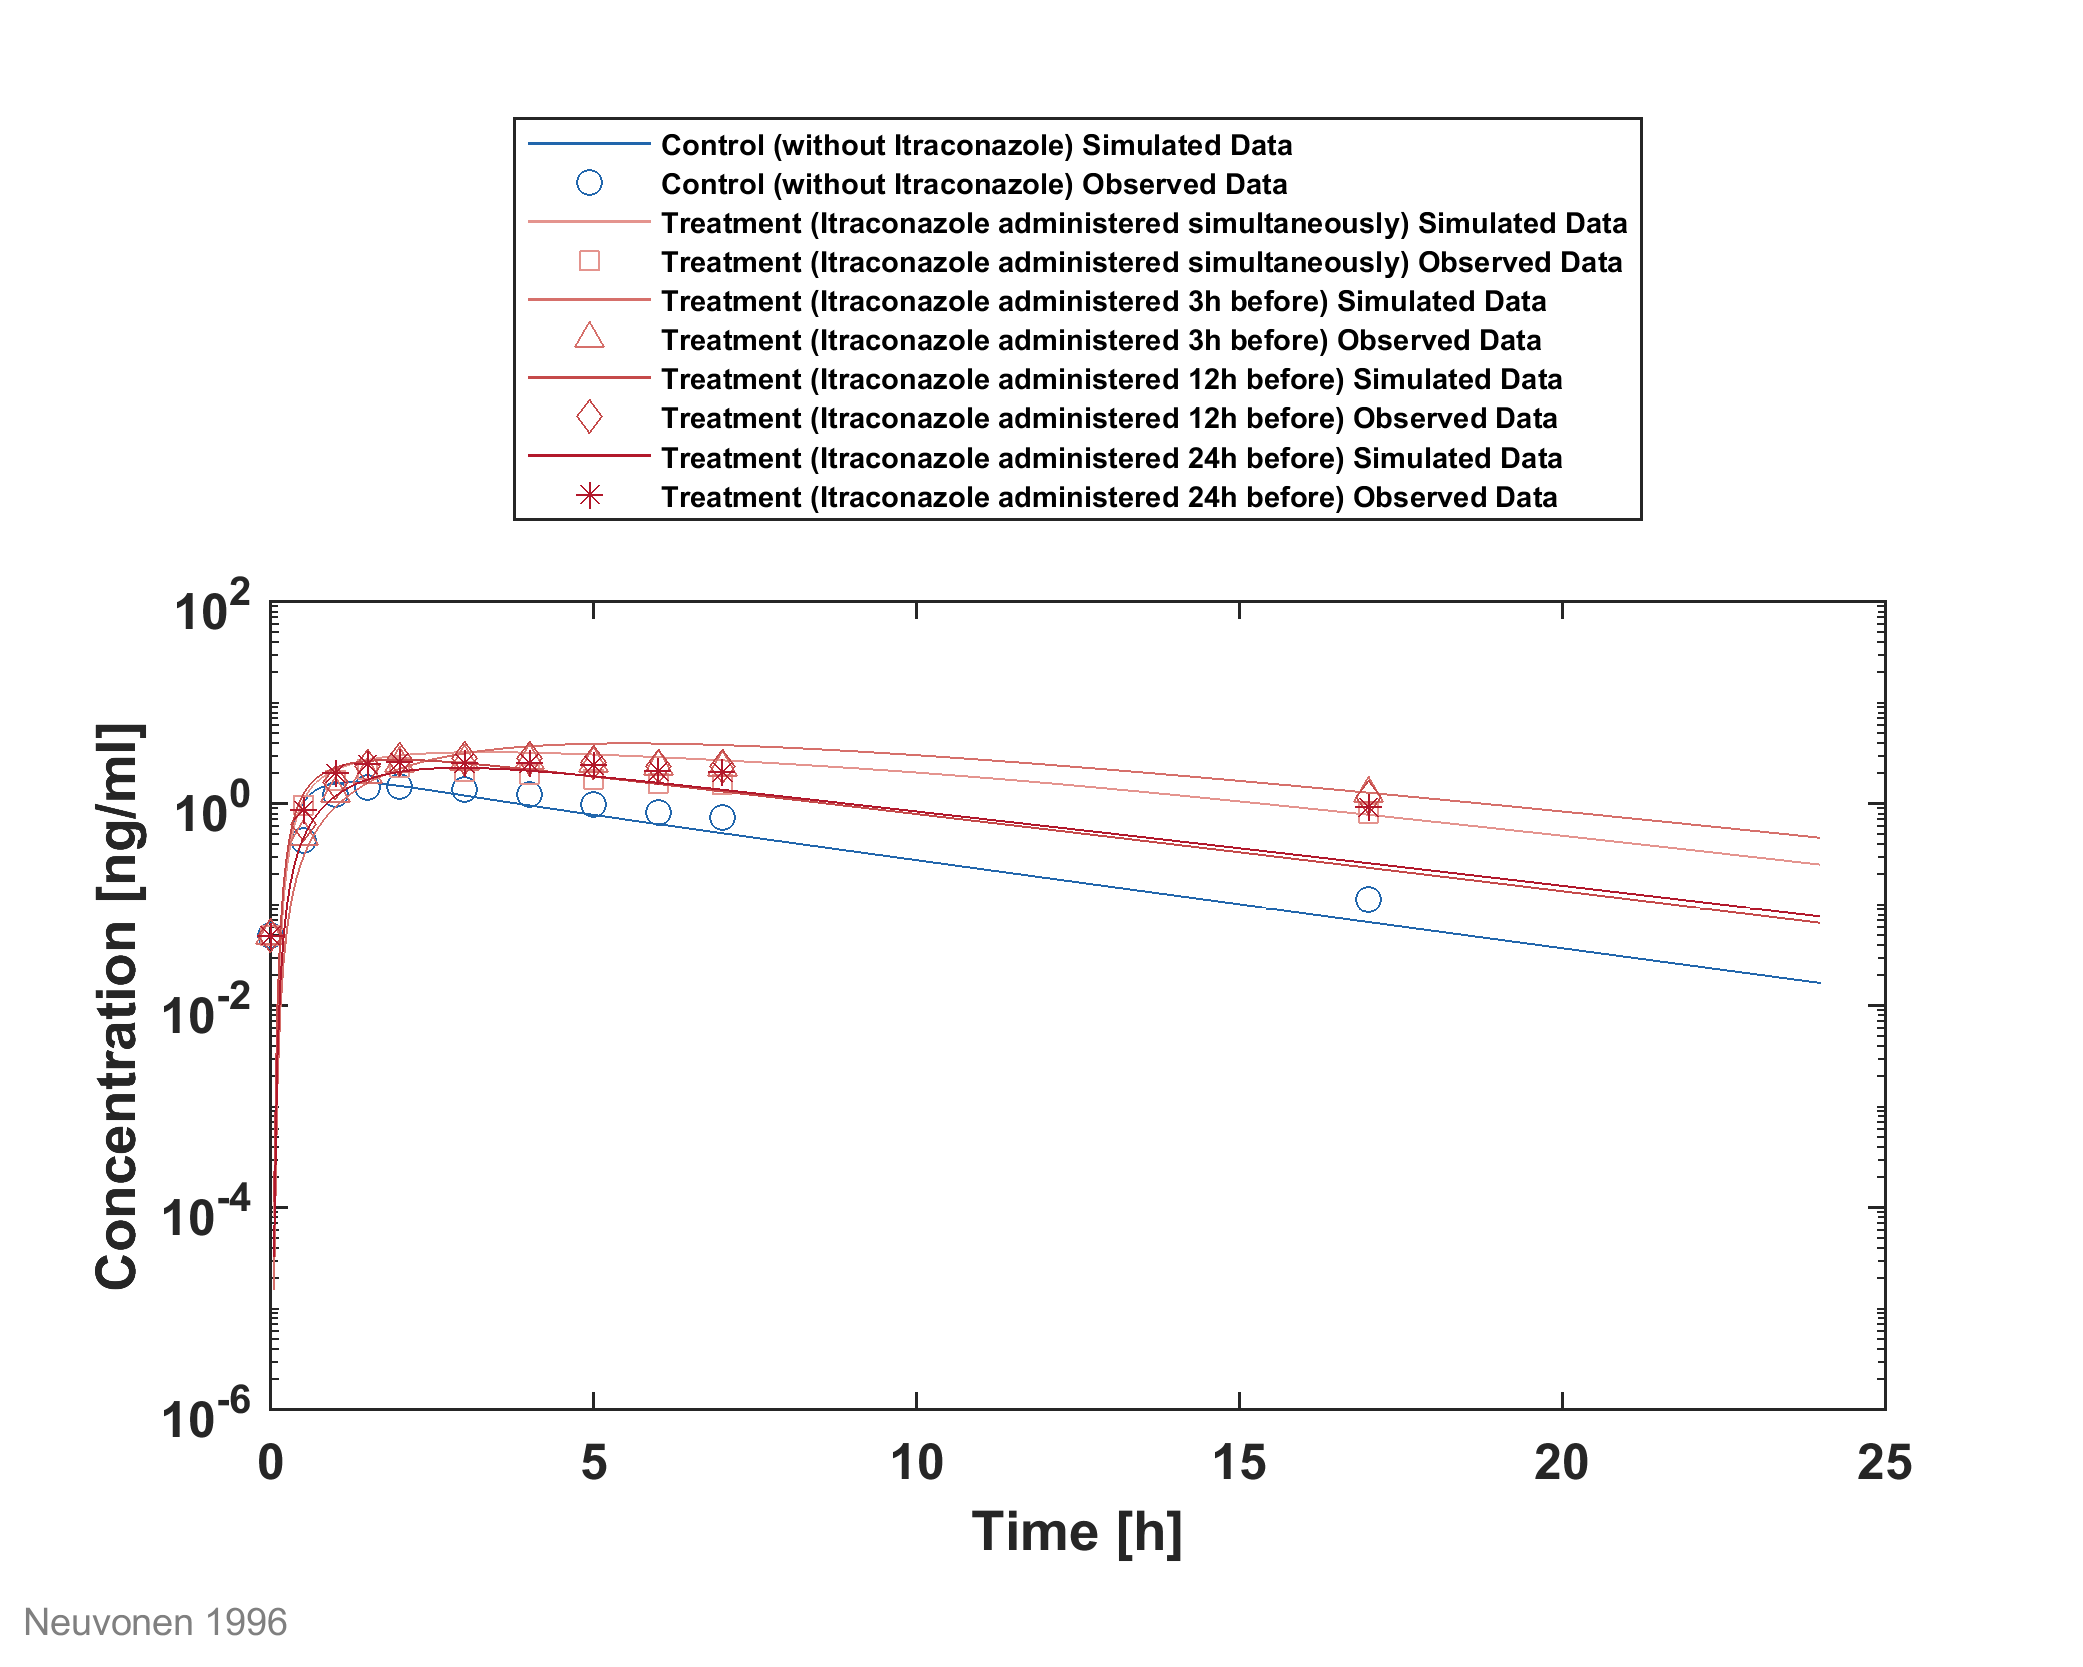 Control (without Itraconazole) Simulated Data
Control (without Itraconazole) Observed Data
Treatment (Itraconazole administered simultaneously) Simulated Data
Treatment (Itraconazole administered simultaneously) Observed Data
Treatment (Itraconazole administered 3h before) Simulated Data
Treatment (Itraconazole administered 3h before) Observed Data
Treatment (Itraconazole administered 12h before) Simulated Data
Treatment (Itraconazole administered 12h before) Observed Data
Treatment (Itraconazole administered 24h before) Simulated Data
Treatment (Itraconazole administered 24h before) Observed Data
10^2
10^0
10^-2
10^-4
10^-6
Concentration [ng/ml]
0 5 10 15 20 25
Time [h]
Neuvonen 1996